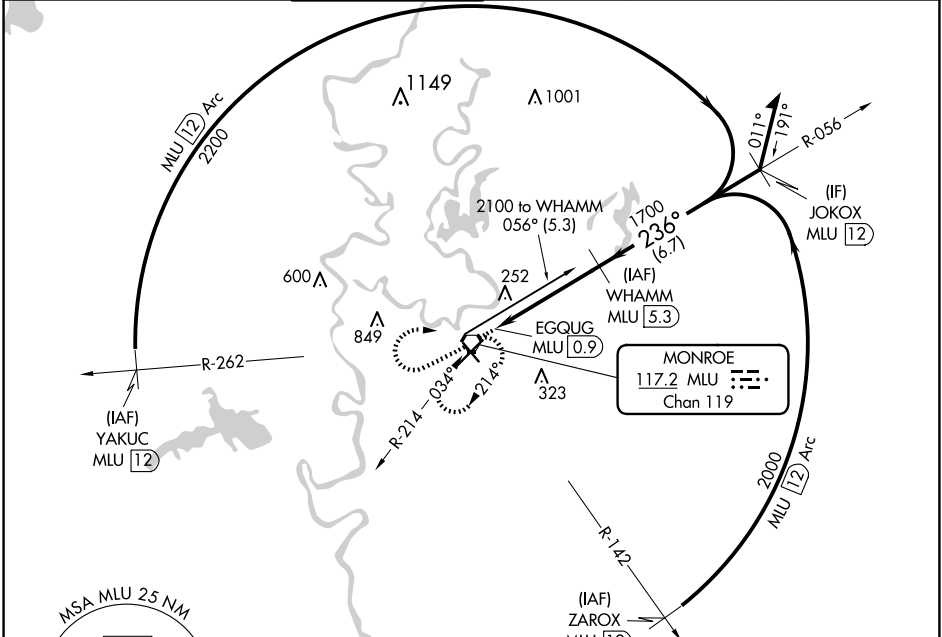 1149
1001
MLU 12 Arc
2200
011°
191°
R-056
(IF)
JOKOX
MLU 12
2100 to WHAMM
056° (5.3)
1700
236°
(6.7)
(IAF)
WHAMM
MLU 5.3
600
252
849
EGQUG
MLU 0.9
323
MONROE
117.2 MLU
Chan 119
R-262
(IAF)
YAKUC
MLU 12
R-214
034°
214°
2000
MLU 12 Arc
R-142
(IAF)
ZAROX
MSA MLU 25 NM